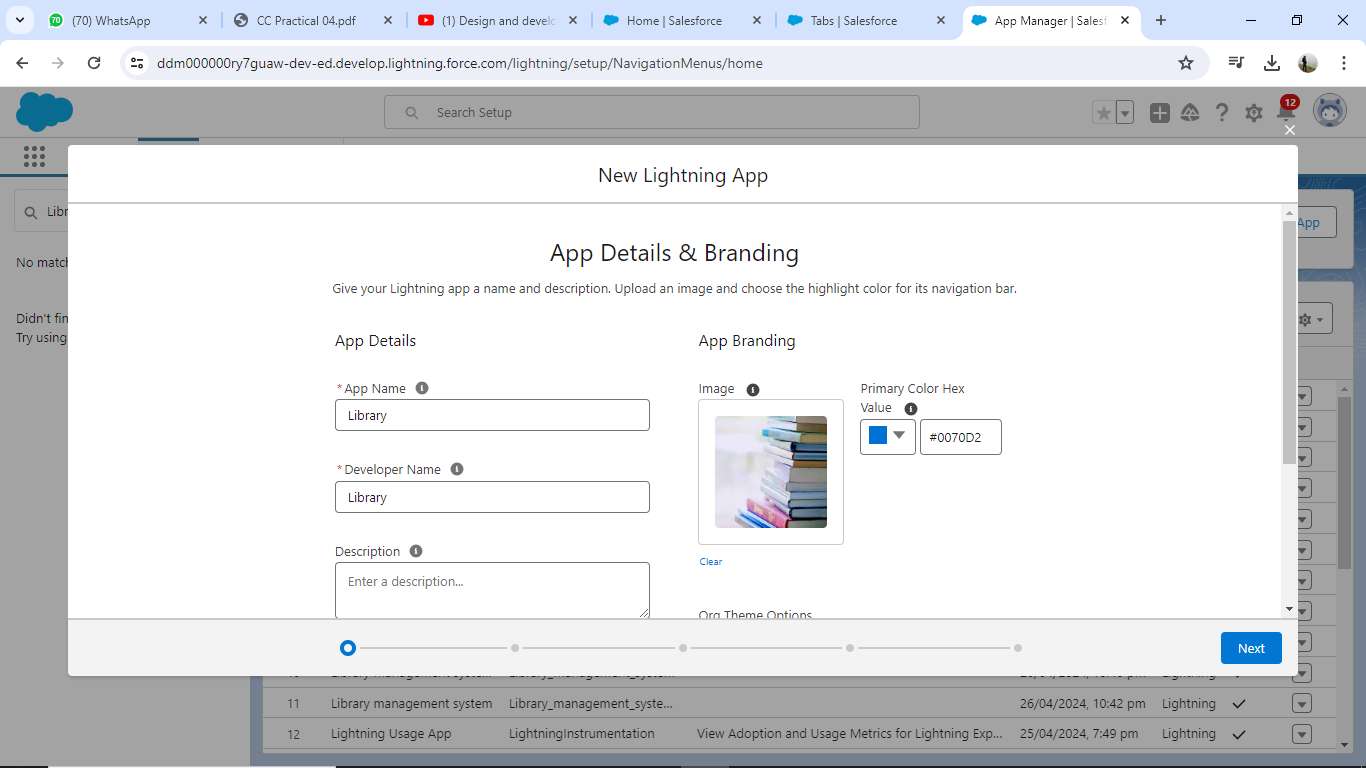 (70) WhatsApp
CC Practical 04.pdf
(1) Design and develo
Home | Salesforce
Tabs | Salesforce
App Manager | Salesf
ddm000000ry7guaw-dev-ed.develop.lightning.force.com/lightning/setup/NavigationMenus/home
Search Setup
12
New Lightning App
Libr
App
No match
Didn't fin
Try using
App Details & Branding
Give your Lightning app a name and description. Upload an image and choose the highlight color for its navigation bar.
App Details
App Branding
* App Name
Library
Image
Primary Color Hex
Value
#0070D2
* Developer Name
Library
Description
Enter a description...
Clear
Org Theme Options
Next
11 Library management system Library_management_syste... 26/04/2024, 10:42 pm Lightning
12 Lightning Usage App LightningInstrumentation View Adoption and Usage Metrics for Lightning Exp... 25/04/2024, 7:49 pm Lightning